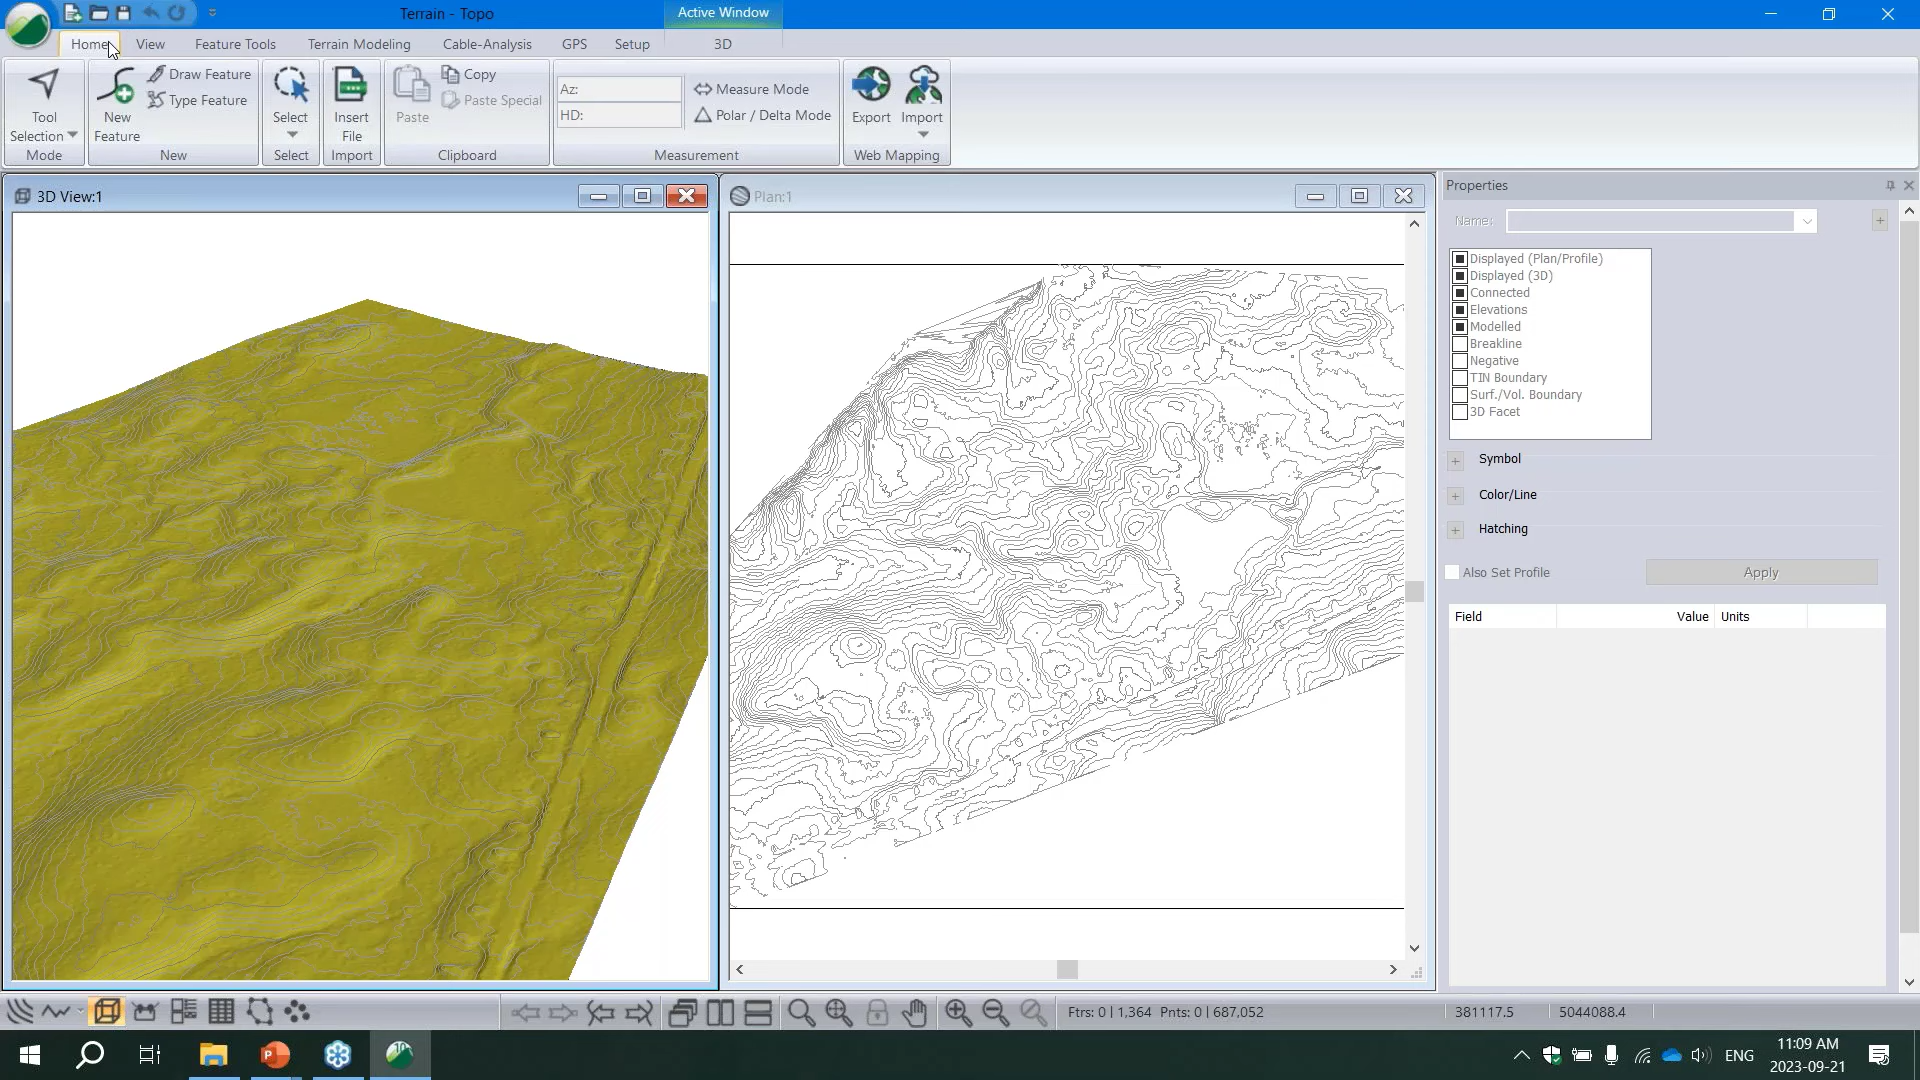 Terrain - Topo
Active Window
Home View Feature Tools Terrain Modeling Cable-Analysis GPS Setup 3D
Tool Selection
Mode
New Feature
Draw Feature
Type Feature
New
Select
Select
Insert File
Import
Paste
Copy
Paste Special
Clipboard
Az:
HD:
Measure Mode
Polar / Delta Mode
Measurement
Export
Import
Web Mapping
3D View:1
Plan:1
Properties
Name:
Displayed (Plan/Profile)
Displayed (3D)
Connected
Elevations
Modelled
Breakline
Negative
TIN Boundary
Surf./Vol. Boundary
3D Facet
Symbol
Color/Line
Hatching
Also Set Profile
Apply
Field Value Units
Ftrs: 0 | 1,364 Pnts: 0 | 687,052
381117.5
5044088.4
10
ENG
11:09 AM
2023-09-21